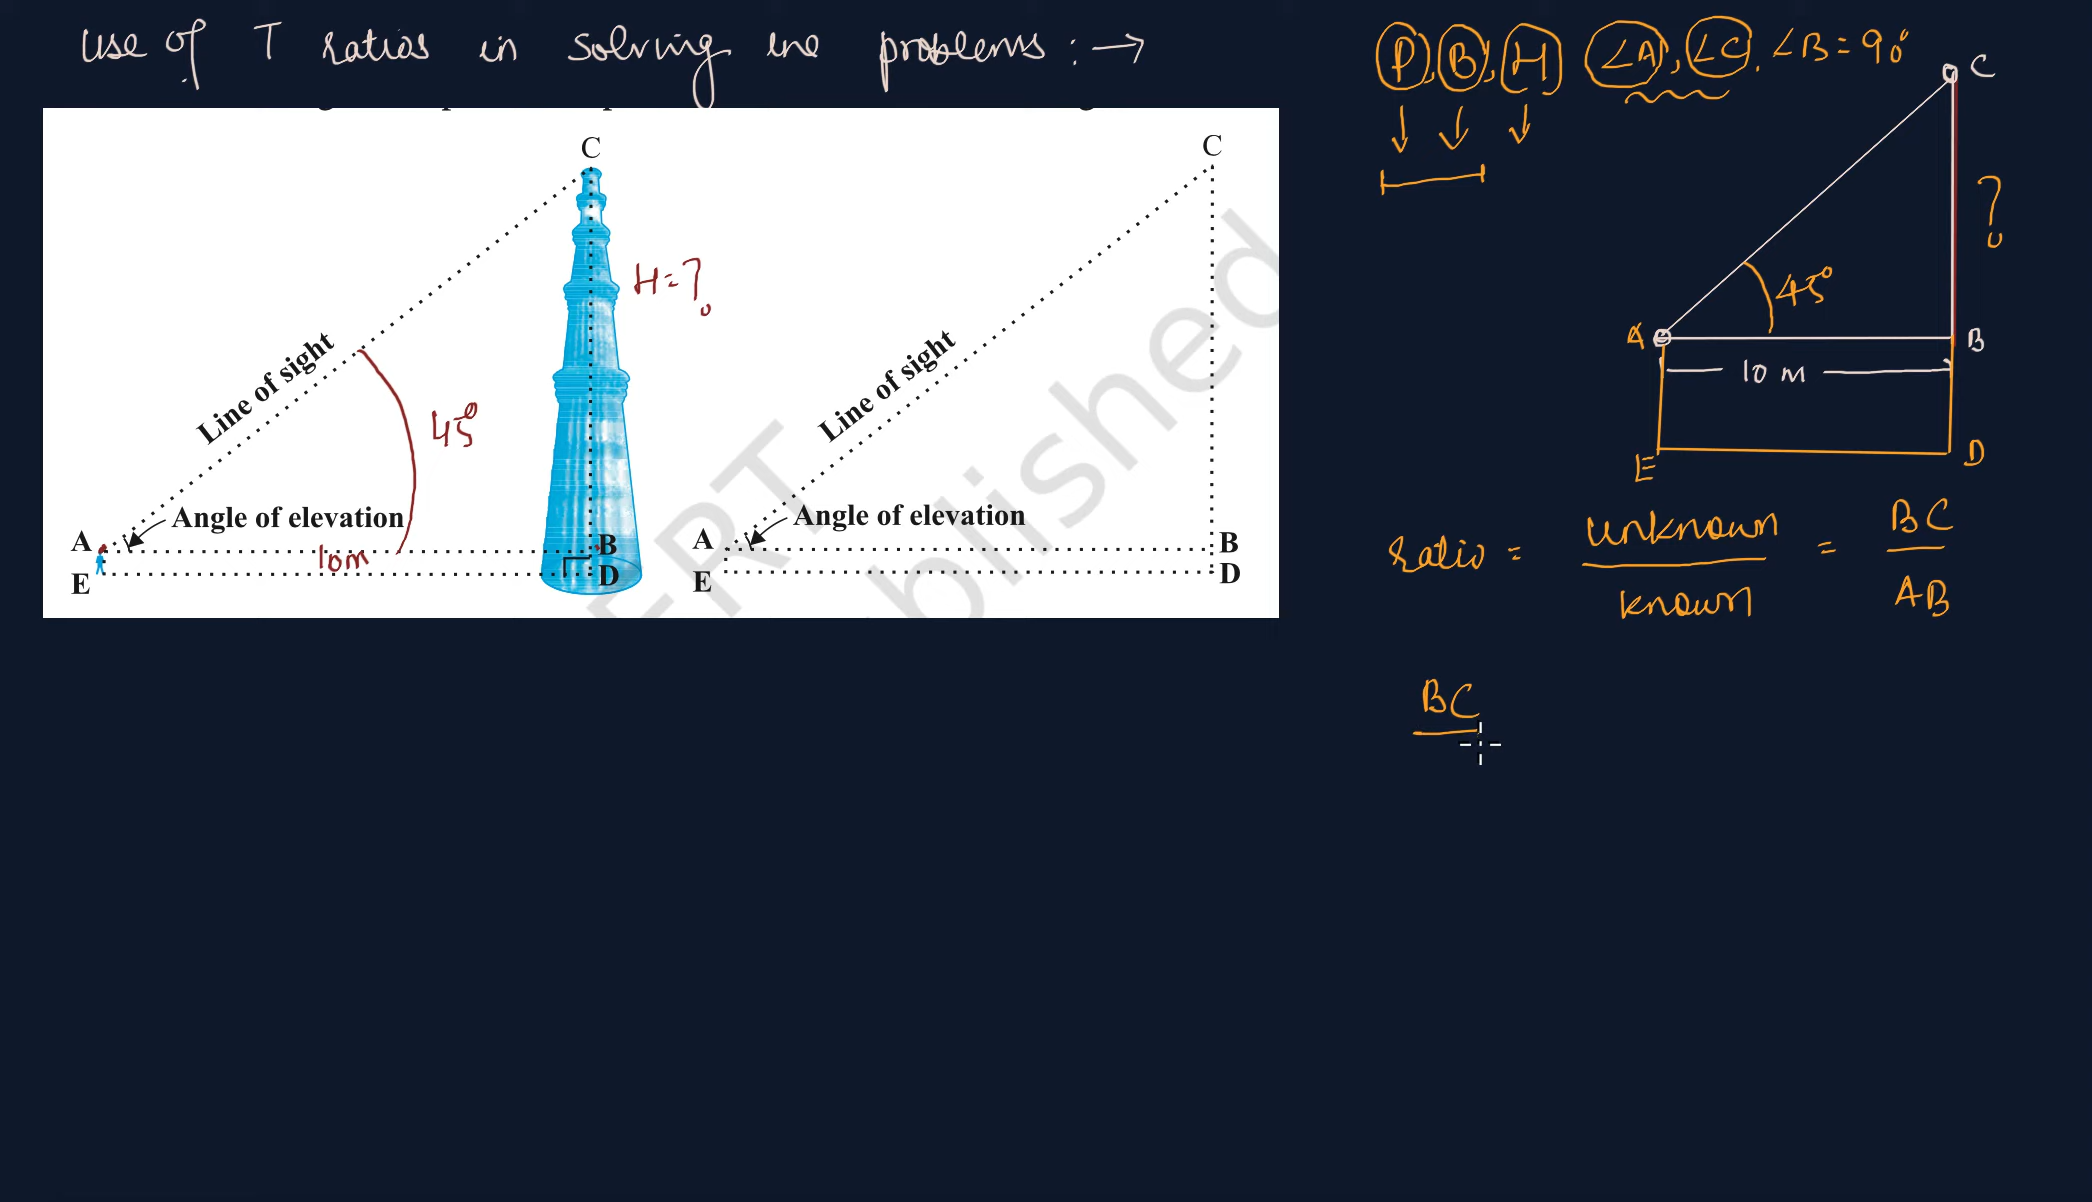 use of T ratios in solving the problems : →
P, B, H ∠A, ∠C, ∠B = 90°
C
?
45°
A
B
10 m
E
D
C
H = ?
Line of sight
45°
A
Angle of elevation
10m
B
E
D
C
Line of sight
A
Angle of elevation
B
E
D
ratio = unknown / known = BC / AB
BC